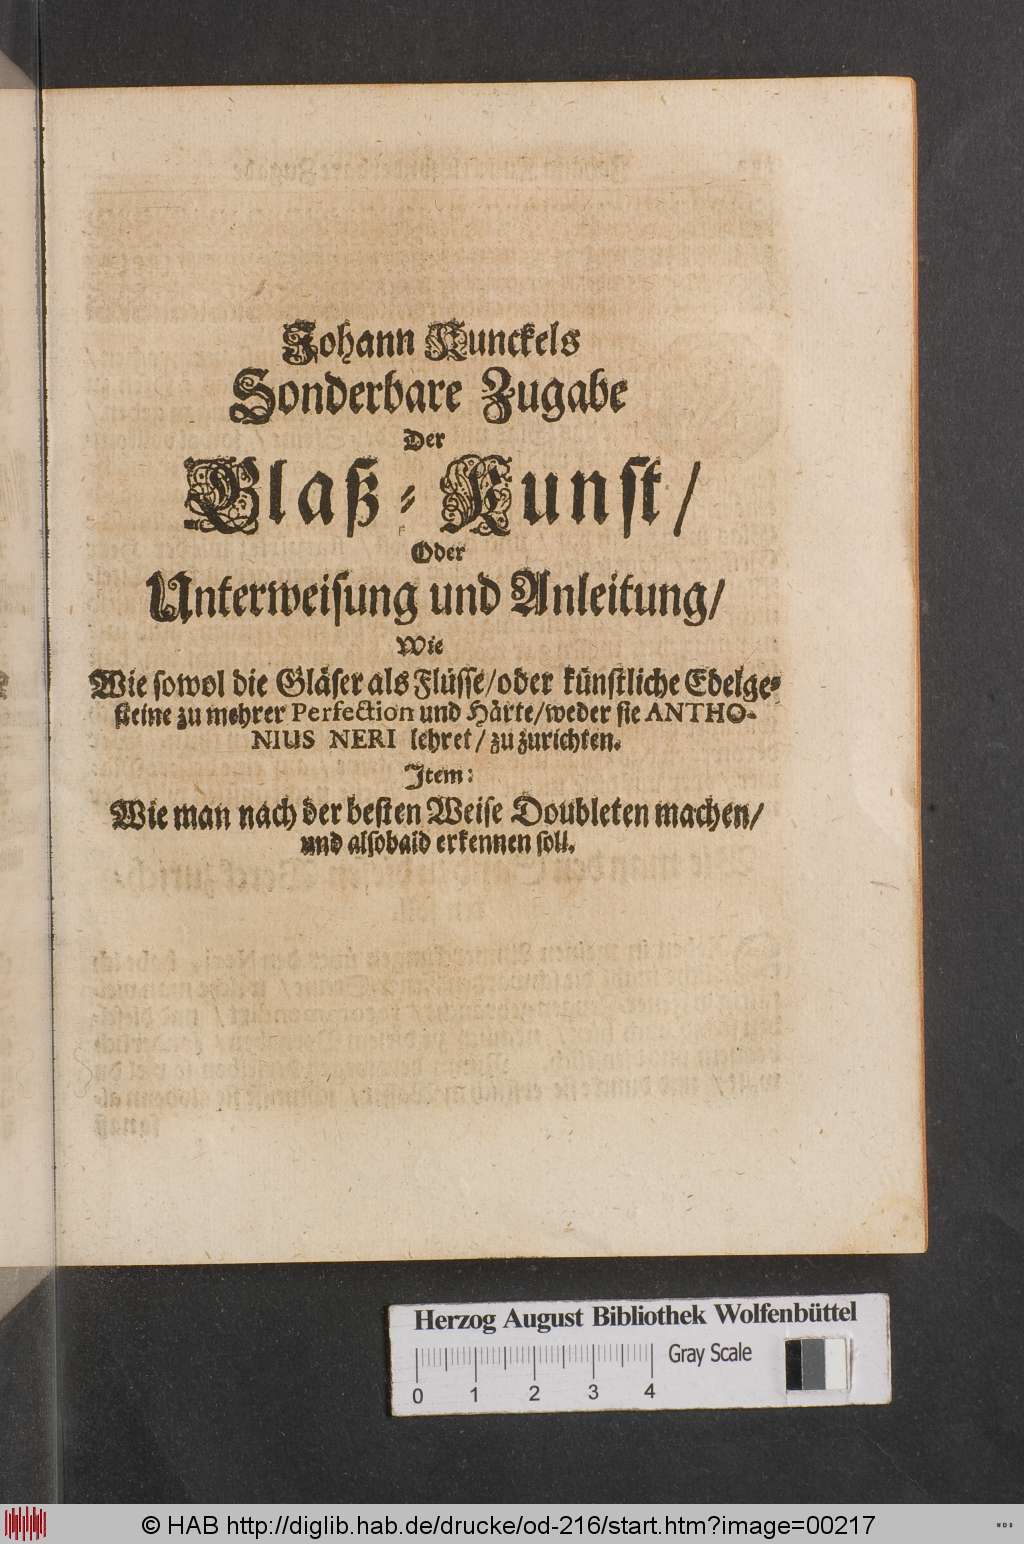 Johann Kunckels
Sonderbare Zugabe
Der
Glaß-Kunst/
Oder
Unterweisung und Anleitung/
Wie
Wie sowol die Gläser als Flüsse/oder künstliche Edelge-
steine zu mehrer Perfection und Härte/weder sie ANTHO-
NIUS NERI lehret/zu zurichten.
Item:
Wie man nach der besten Weise Doubleten machen/
und alsobald erkennen soll.
Herzog August Bibliothek Wolfenbüttel
Gray Scale
0 1 2 3 4
© HAB http://diglib.hab.de/drucke/od-216/start.htm?image=00217